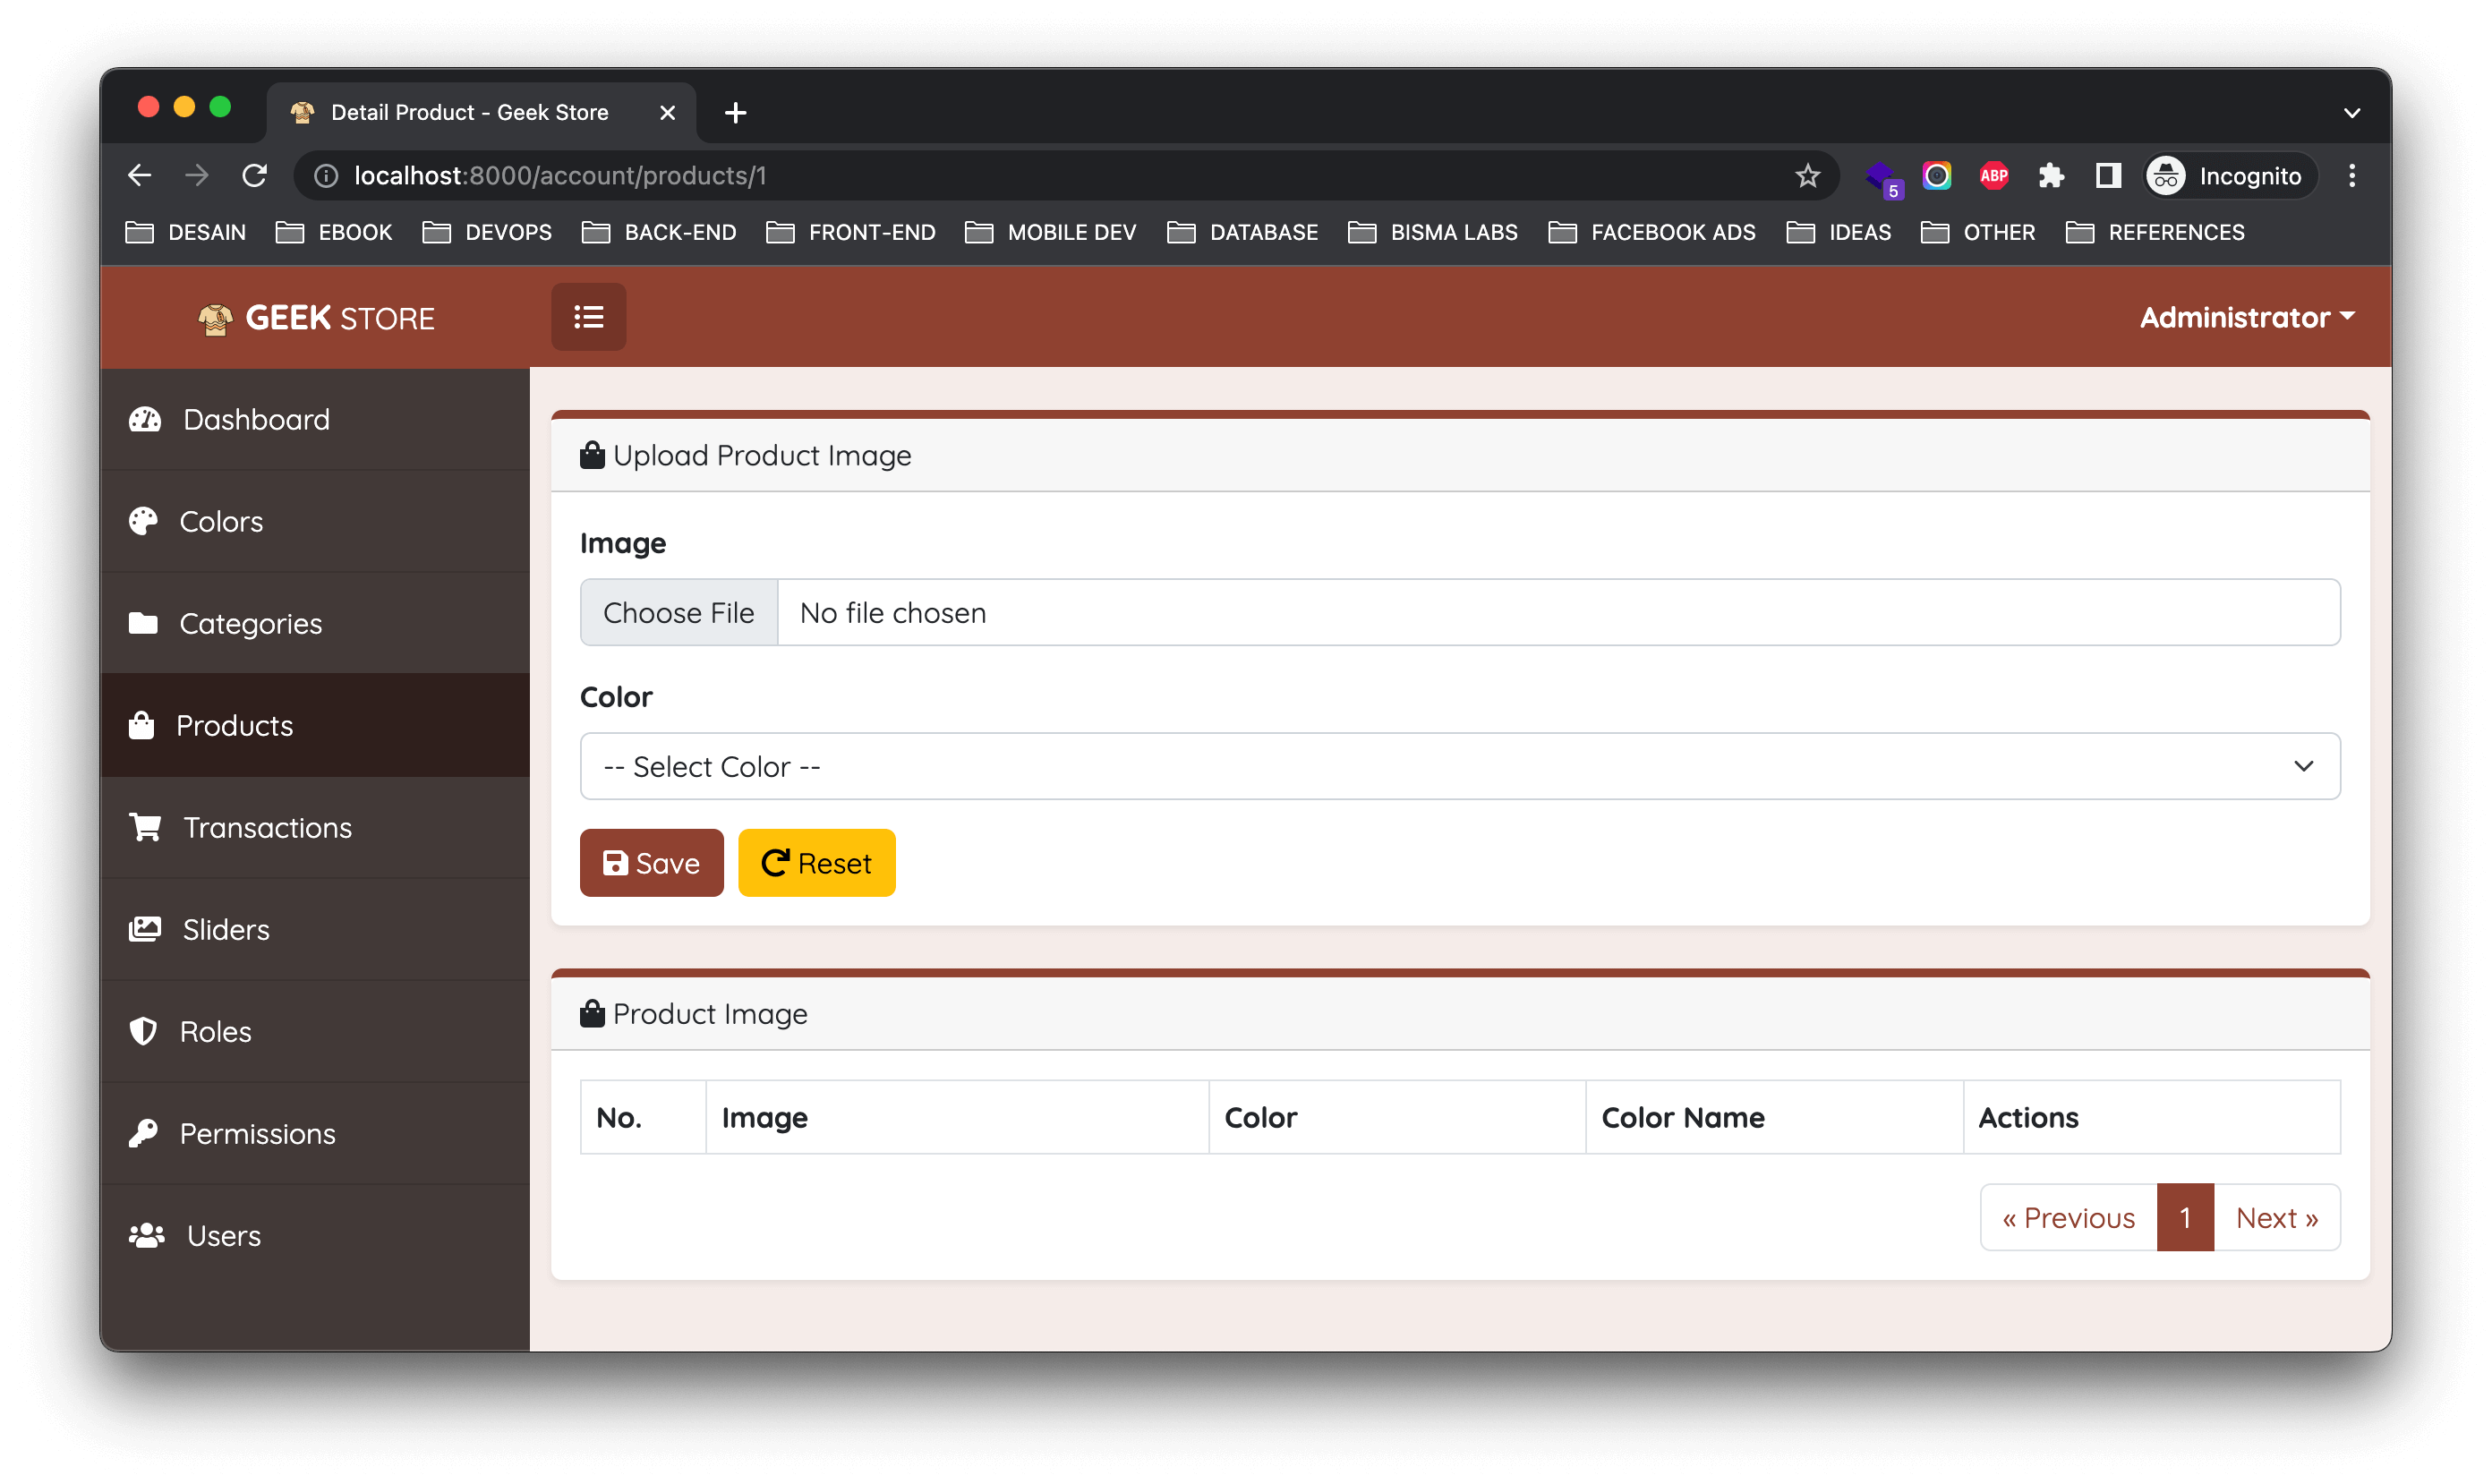 Detail Product - Geek Store
localhost:8000/account/products/1
5
ABP
Incognito
DESAIN EBOOK DEVOPS BACK-END FRONT-END MOBILE DEV DATABASE BISMA LABS FACEBOOK ADS IDEAS OTHER REFERENCES
GEEK STORE
Administrator
Dashboard
Colors
Categories
Products
Transactions
Sliders
Roles
Permissions
Users
Upload Product Image
Image
Choose File No file chosen
Color
-- Select Color --
Save Reset
Product Image
No. Image Color Color Name Actions
« Previous 1 Next »